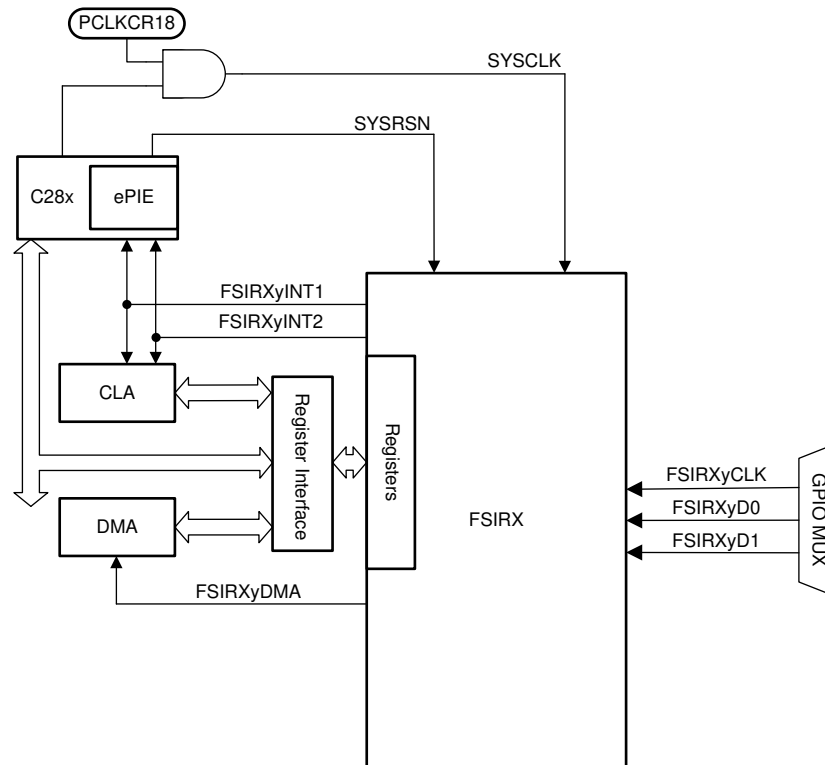 PCLKCR18
SYSCLK
SYSRSN
C28x
ePIE
FSIRXyINT1
FSIRXyINT2
CLA
Register Interface
Registers
FSIRXyCLK
FSIRXyD0
FSIRXyD1
GPIO MUX
FSIRX
DMA
FSIRXyDMA